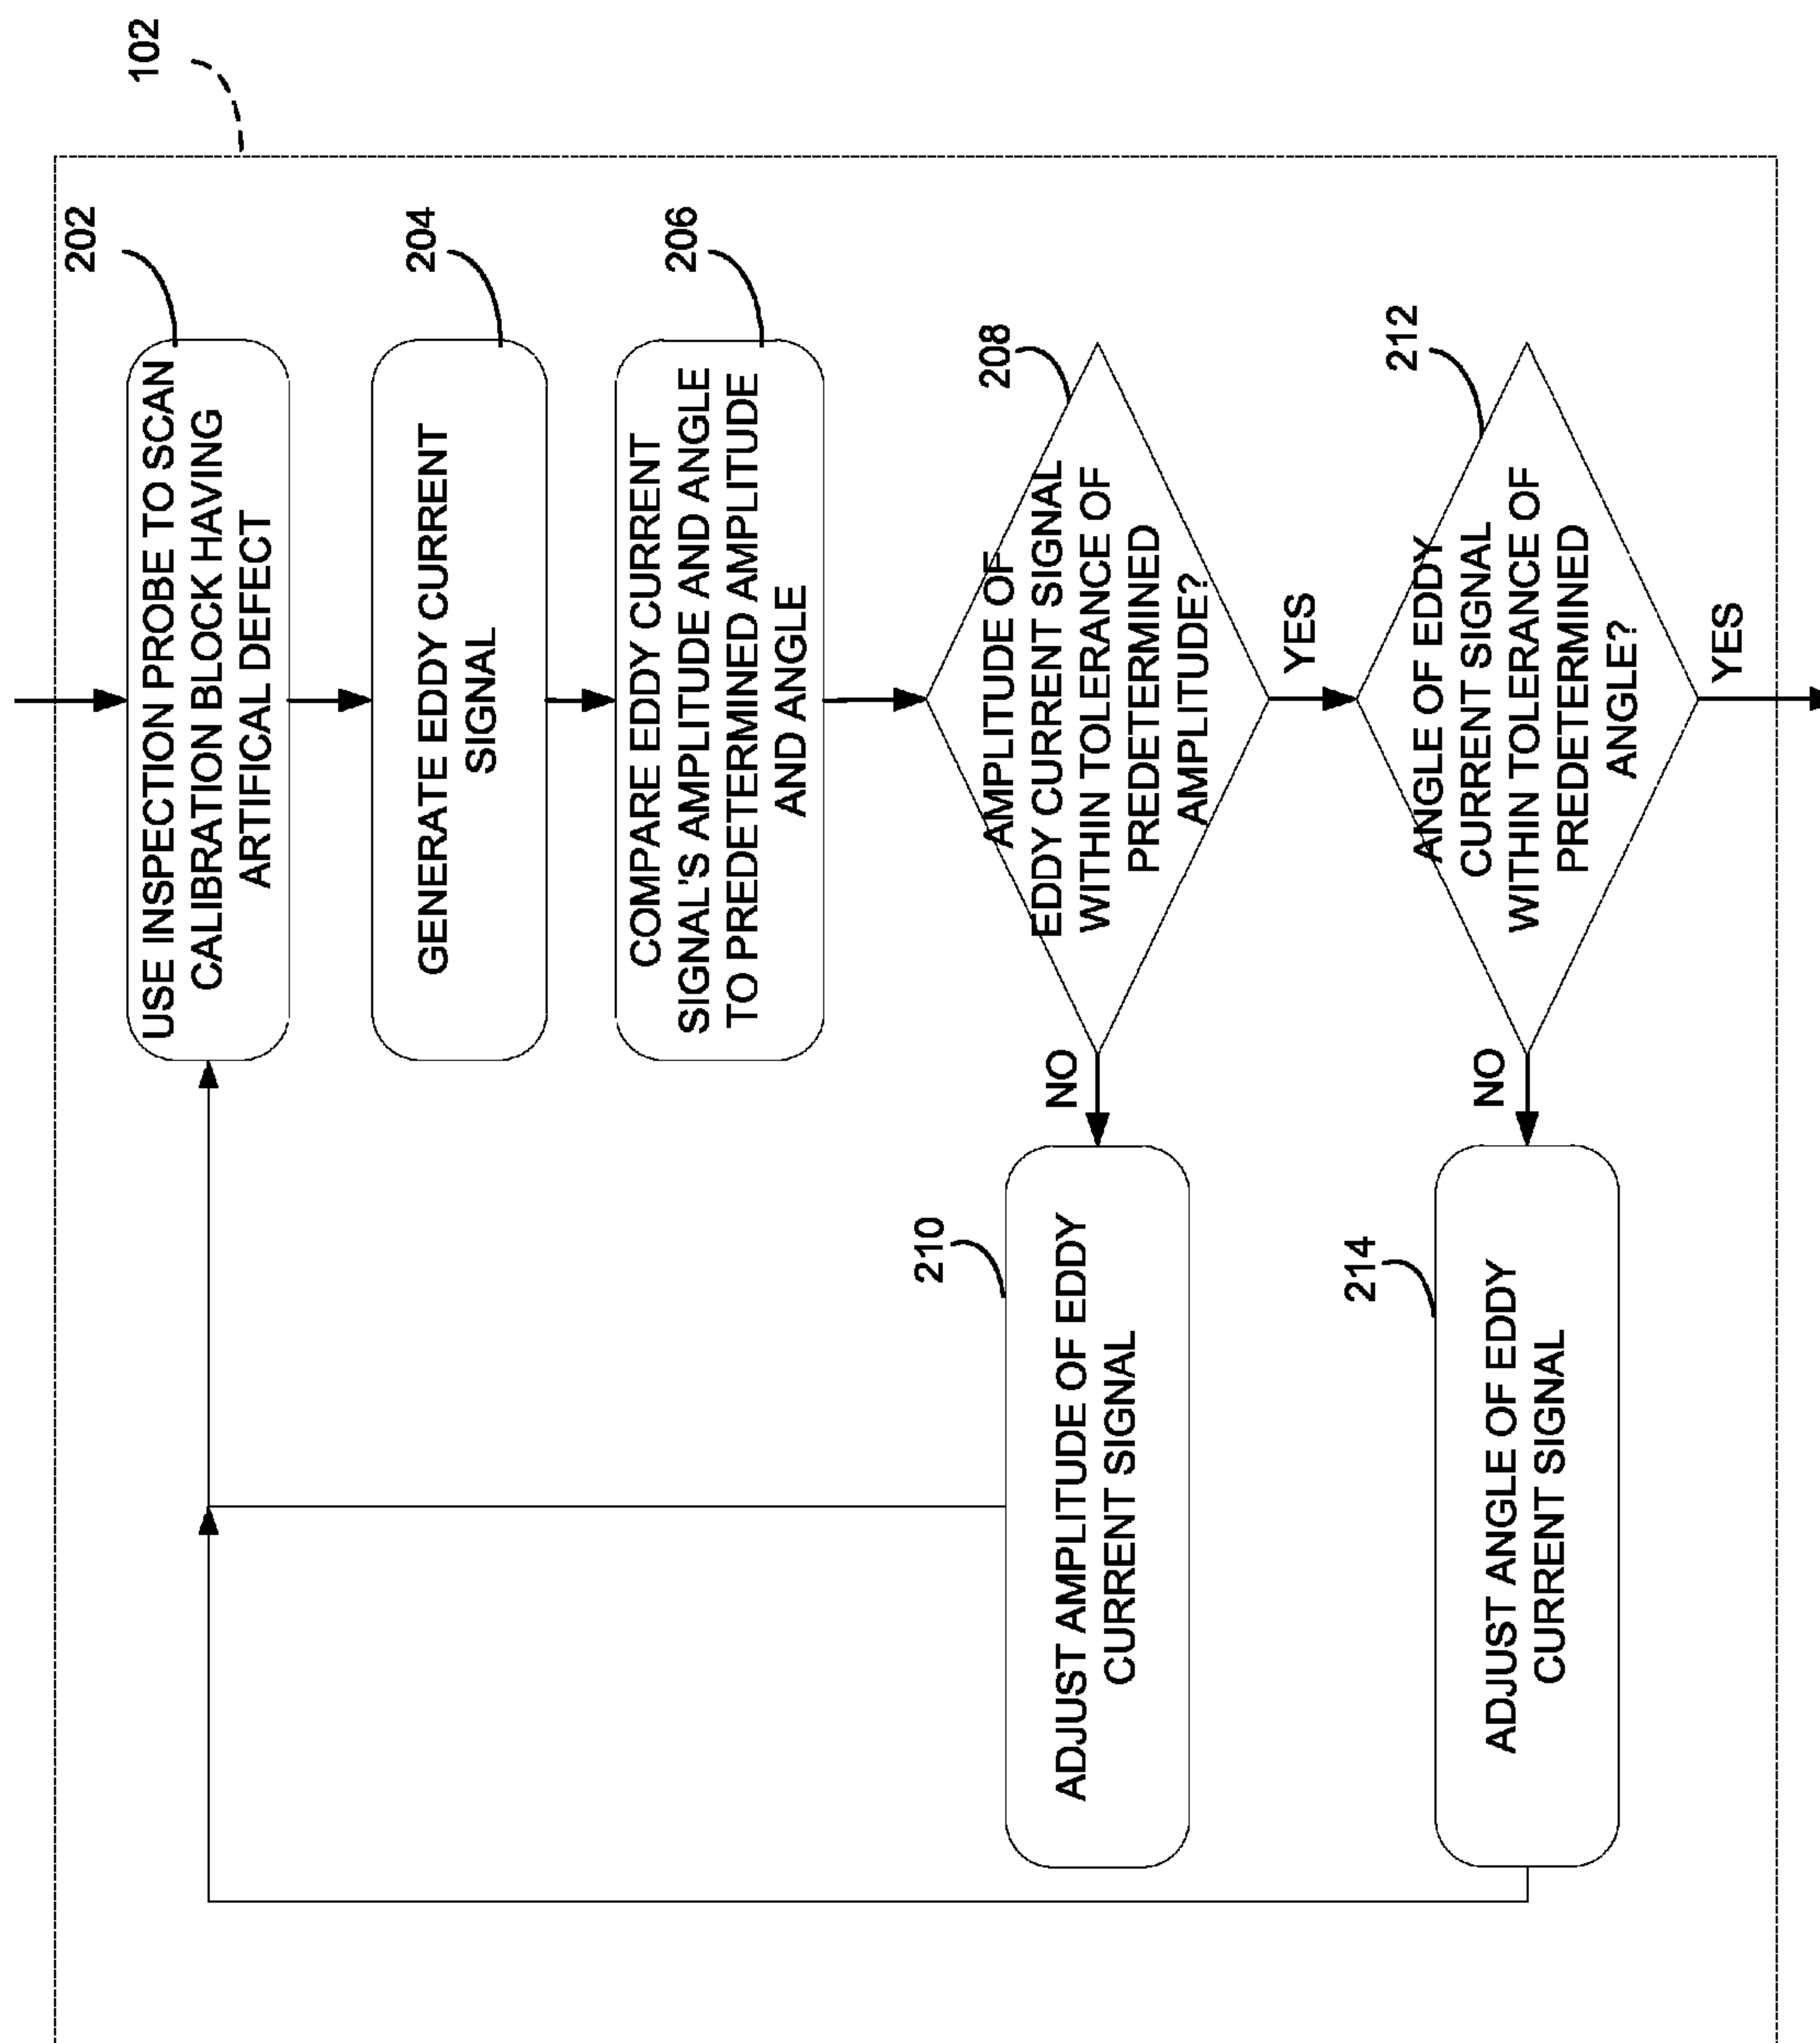 102
202
USE INSPECTION PROBE TO SCAN
CALIBRATION BLOCK HAVING
ARTIFICAL DEFECT
204
GENERATE EDDY CURRENT
SIGNAL
206
COMPARE EDDY CURRENT
SIGNAL'S AMPLITUDE AND ANGLE
TO PREDETERMINED AMPLITUDE
AND ANGLE
208
AMPLITUDE OF
EDDY CURRENT SIGNAL
WITHIN TOLERANCE OF
PREDETERMINED
AMPLITUDE?
NO
YES
210
ADJUST AMPLITUDE OF EDDY
CURRENT SIGNAL
212
ANGLE OF EDDY
CURRENT SIGNAL
WITHIN TOLERANCE OF
PREDETERMINED
ANGLE?
NO
YES
214
ADJUST ANGLE OF EDDY
CURRENT SIGNAL